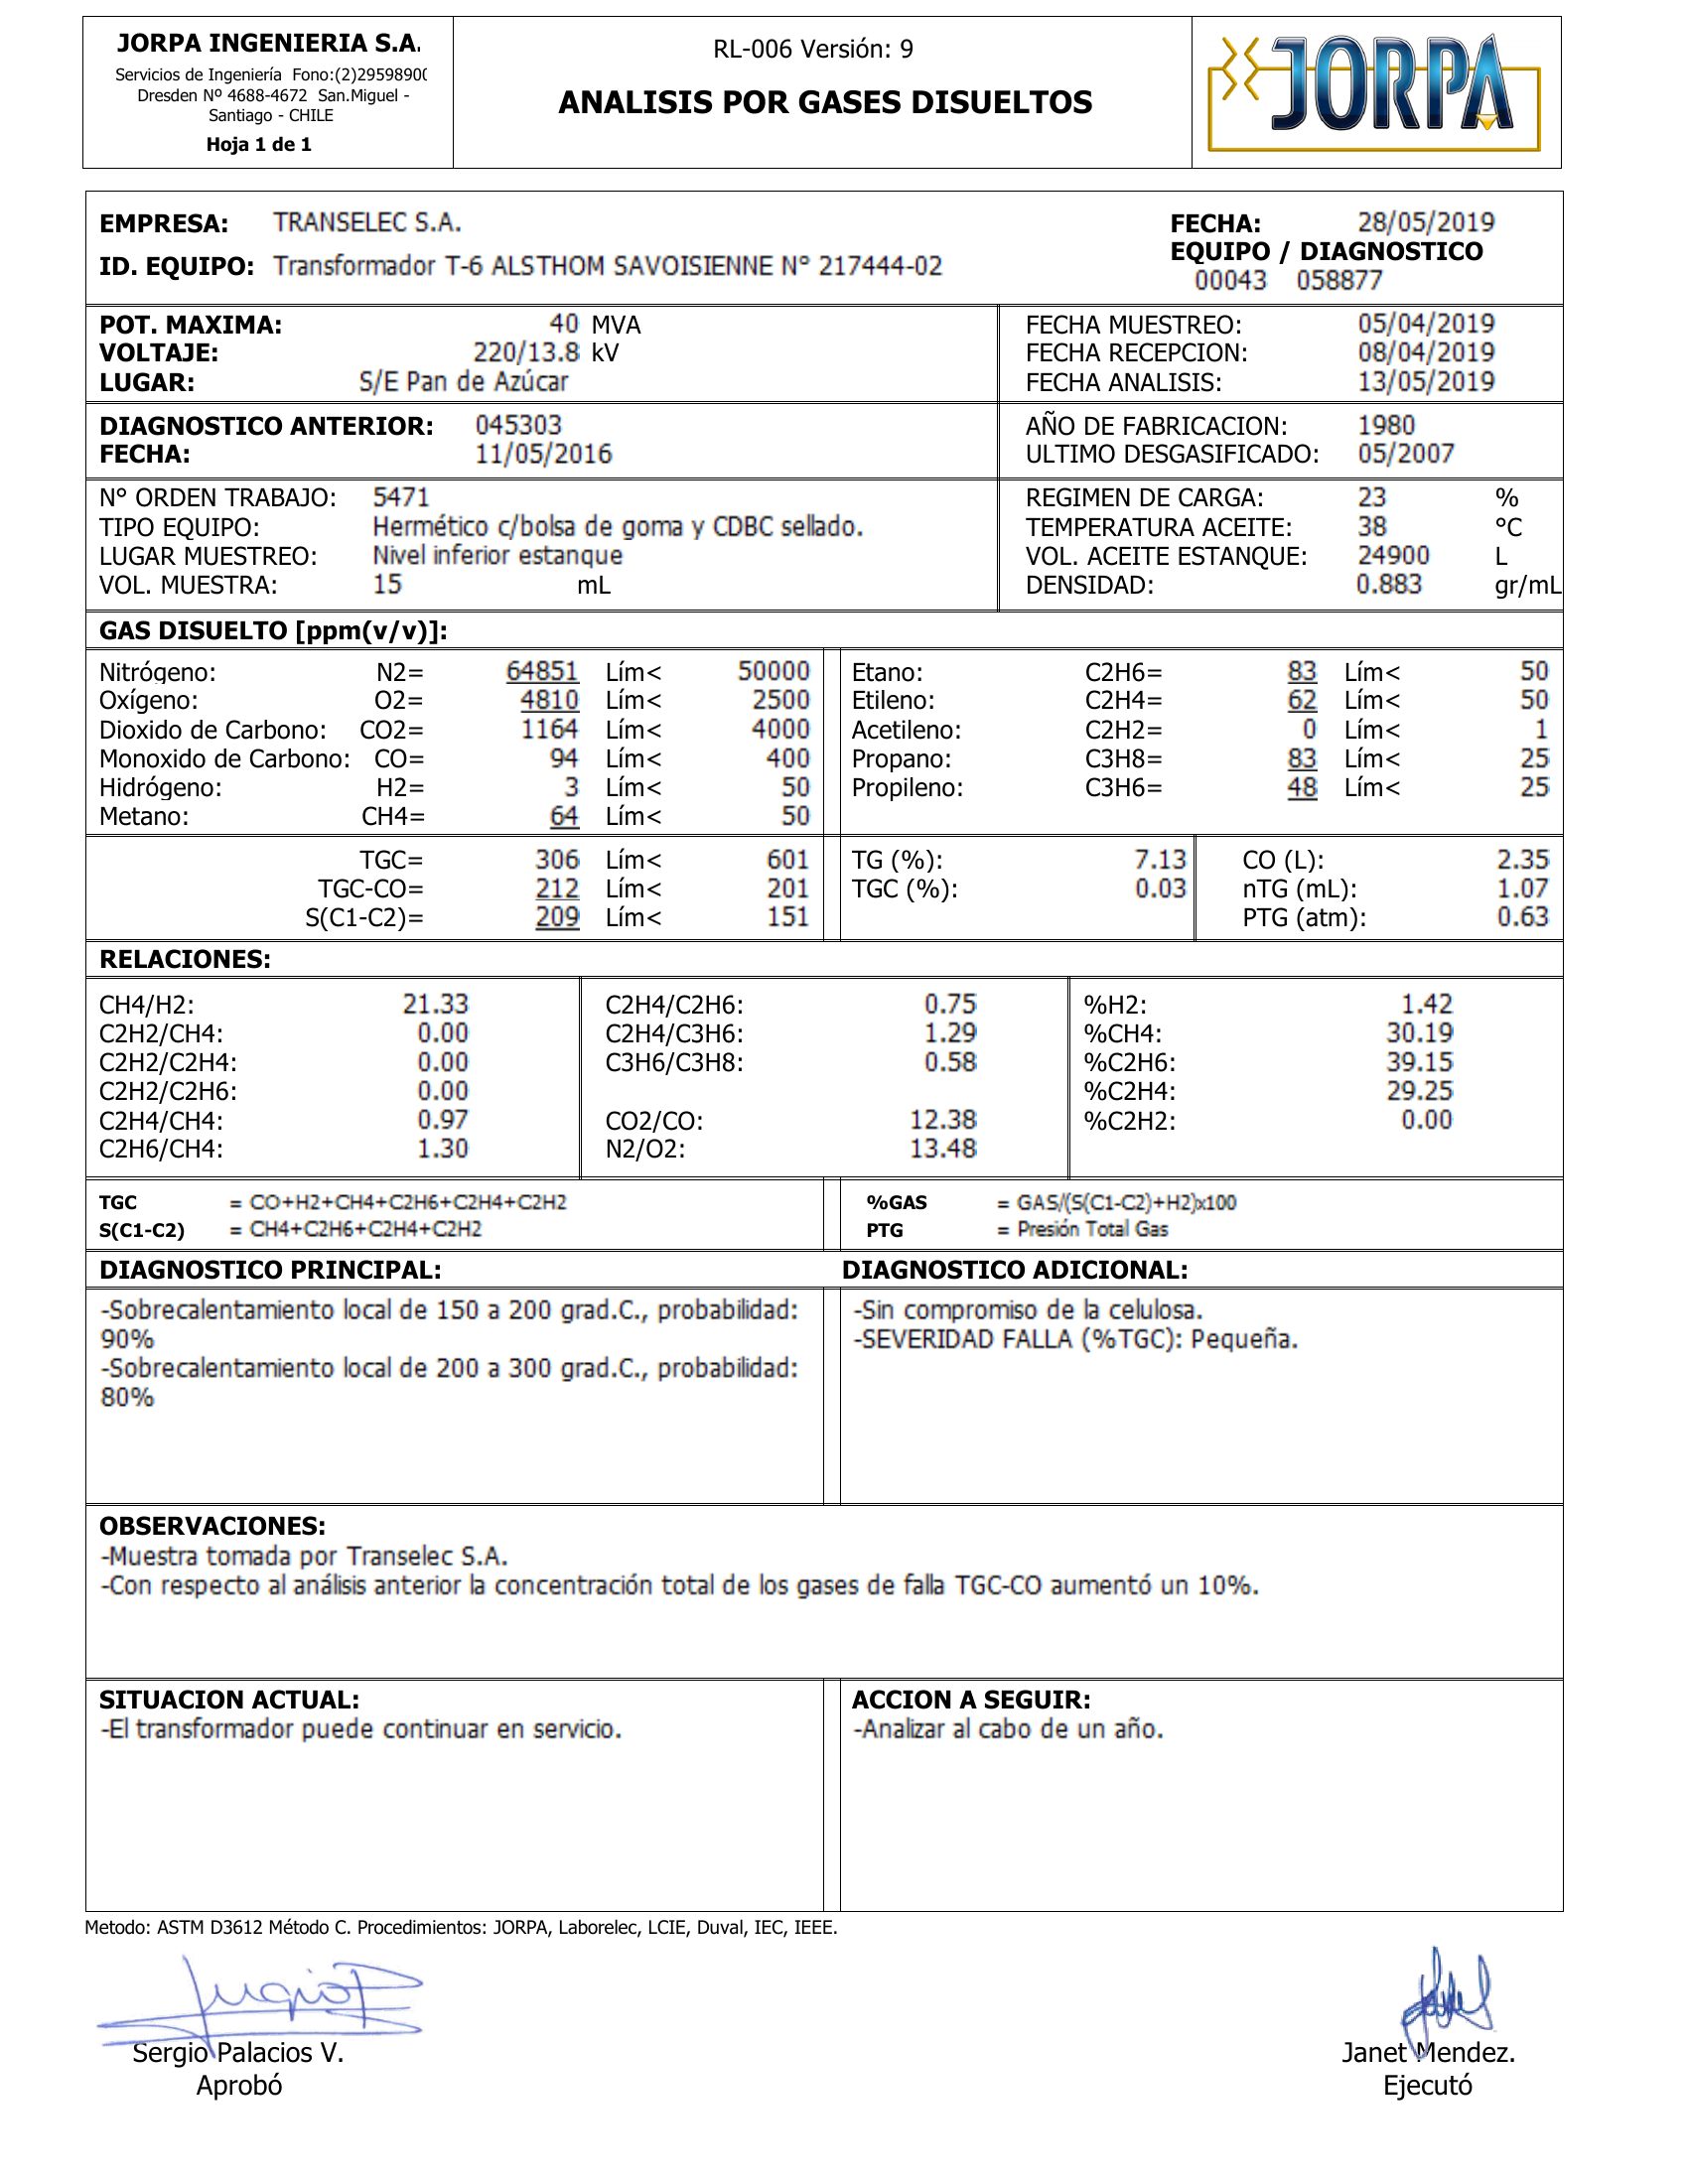 JORPA INGENIERIA S.A.
Servicios de Ingeniería Fono:(2)29598900
Dresden Nº 4688-4672 San.Miguel -
Santiago - CHILE
Hoja 1 de 1
RL-006 Versión: 9
ANALISIS POR GASES DISUELTOS
JORPA
EMPRESA: TRANSELEC S.A.
FECHA: 28/05/2019
ID. EQUIPO: Transformador T-6 ALSTHOM SAVOISIENNE N° 217444-02
EQUIPO / DIAGNOSTICO
00043 058877
POT. MAXIMA: 40 MVA
VOLTAJE: 220/13.8 kV
LUGAR: S/E Pan de Azúcar
FECHA MUESTREO: 05/04/2019
FECHA RECEPCION: 08/04/2019
FECHA ANALISIS: 13/05/2019
DIAGNOSTICO ANTERIOR: 045303
FECHA: 11/05/2016
AÑO DE FABRICACION: 1980
ULTIMO DESGASIFICADO: 05/2007
N° ORDEN TRABAJO: 5471
TIPO EQUIPO: Hermético c/bolsa de goma y CDBC sellado.
LUGAR MUESTREO: Nivel inferior estanque
VOL. MUESTRA: 15 mL
REGIMEN DE CARGA: 23 %
TEMPERATURA ACEITE: 38 °C
VOL. ACEITE ESTANQUE: 24900 L
DENSIDAD: 0.883 gr/mL
GAS DISUELTO [ppm(v/v)]:
Nitrógeno: N2= 64851 Lím< 50000
Oxígeno: O2= 4810 Lím< 2500
Dioxido de Carbono: CO2= 1164 Lím< 4000
Monoxido de Carbono: CO= 94 Lím< 400
Hidrógeno: H2= 3 Lím< 50
Metano: CH4= 64 Lím< 50
Etano: C2H6= 83 Lím< 50
Etileno: C2H4= 62 Lím< 50
Acetileno: C2H2= 0 Lím< 1
Propano: C3H8= 83 Lím< 25
Propileno: C3H6= 48 Lím< 25
TGC= 306 Lím< 601
TGC-CO= 212 Lím< 201
S(C1-C2)= 209 Lím< 151
TG (%): 7.13
TGC (%): 0.03
CO (L): 2.35
nTG (mL): 1.07
PTG (atm): 0.63
RELACIONES:
CH4/H2: 21.33
C2H2/CH4: 0.00
C2H2/C2H4: 0.00
C2H2/C2H6: 0.00
C2H4/CH4: 0.97
C2H6/CH4: 1.30
C2H4/C2H6: 0.75
C2H4/C3H6: 1.29
C3H6/C3H8: 0.58
CO2/CO: 12.38
N2/O2: 13.48
%H2: 1.42
%CH4: 30.19
%C2H6: 39.15
%C2H4: 29.25
%C2H2: 0.00
TGC = CO+H2+CH4+C2H6+C2H4+C2H2
S(C1-C2) = CH4+C2H6+C2H4+C2H2
%GAS = GAS/(S(C1-C2)+H2)x100
PTG = Presión Total Gas
DIAGNOSTICO PRINCIPAL:
-Sobrecalentamiento local de 150 a 200 grad.C., probabilidad:
90%
-Sobrecalentamiento local de 200 a 300 grad.C., probabilidad:
80%
DIAGNOSTICO ADICIONAL:
-Sin compromiso de la celulosa.
-SEVERIDAD FALLA (%TGC): Pequeña.
OBSERVACIONES:
-Muestra tomada por Transelec S.A.
-Con respecto al análisis anterior la concentración total de los gases de falla TGC-CO aumentó un 10%.
SITUACION ACTUAL:
-El transformador puede continuar en servicio.
ACCION A SEGUIR:
-Analizar al cabo de un año.
Metodo: ASTM D3612 Método C. Procedimientos: JORPA, Laborelec, LCIE, Duval, IEC, IEEE.
Sergio Palacios V.
Aprobó
Janet Mendez.
Ejecutó